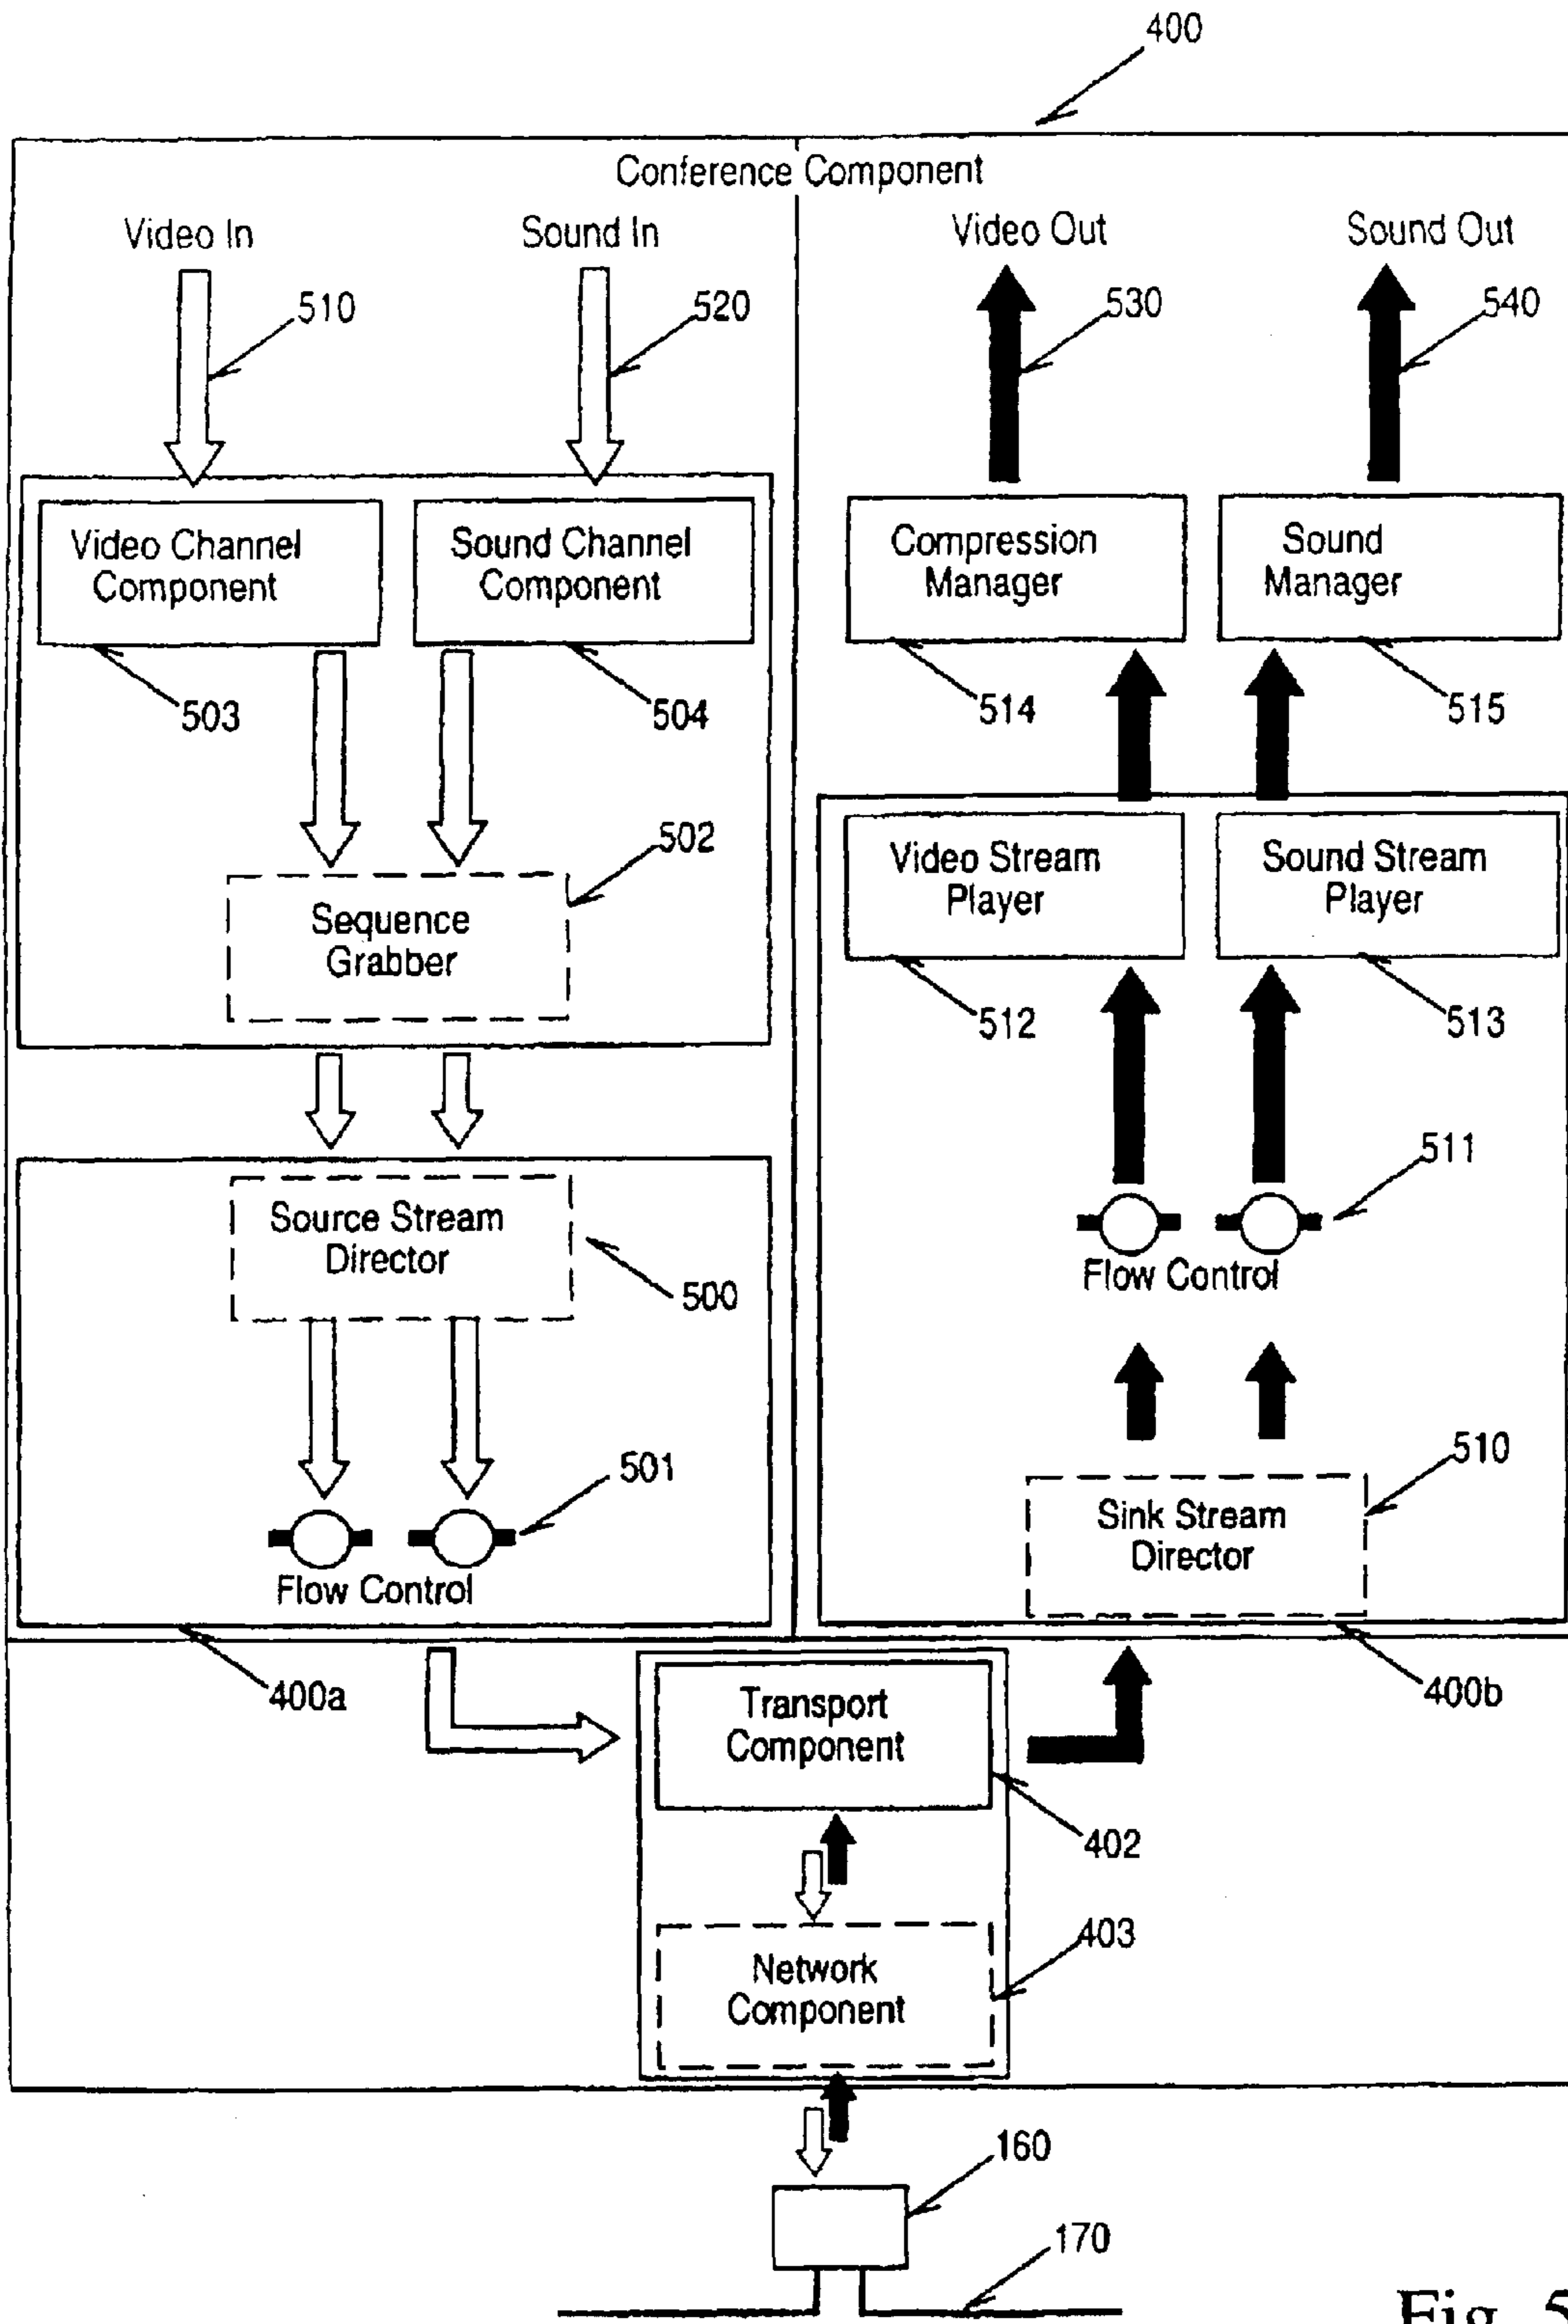 400
Conference Component
Video In
Sound In
Video Out
Sound Out
510
520
530
540
Video Channel
Component
Sound Channel
Component
Compression
Manager
Sound
Manager
503
504
514
515
502
Sequence
Grabber
Video Stream
Player
Sound Stream
Player
512
513
Source Stream
Director
500
511
Flow Control
501
Flow Control
510
Sink Stream
Director
400a
400b
Transport
Component
402
403
Network
Component
160
170
Fig. 5